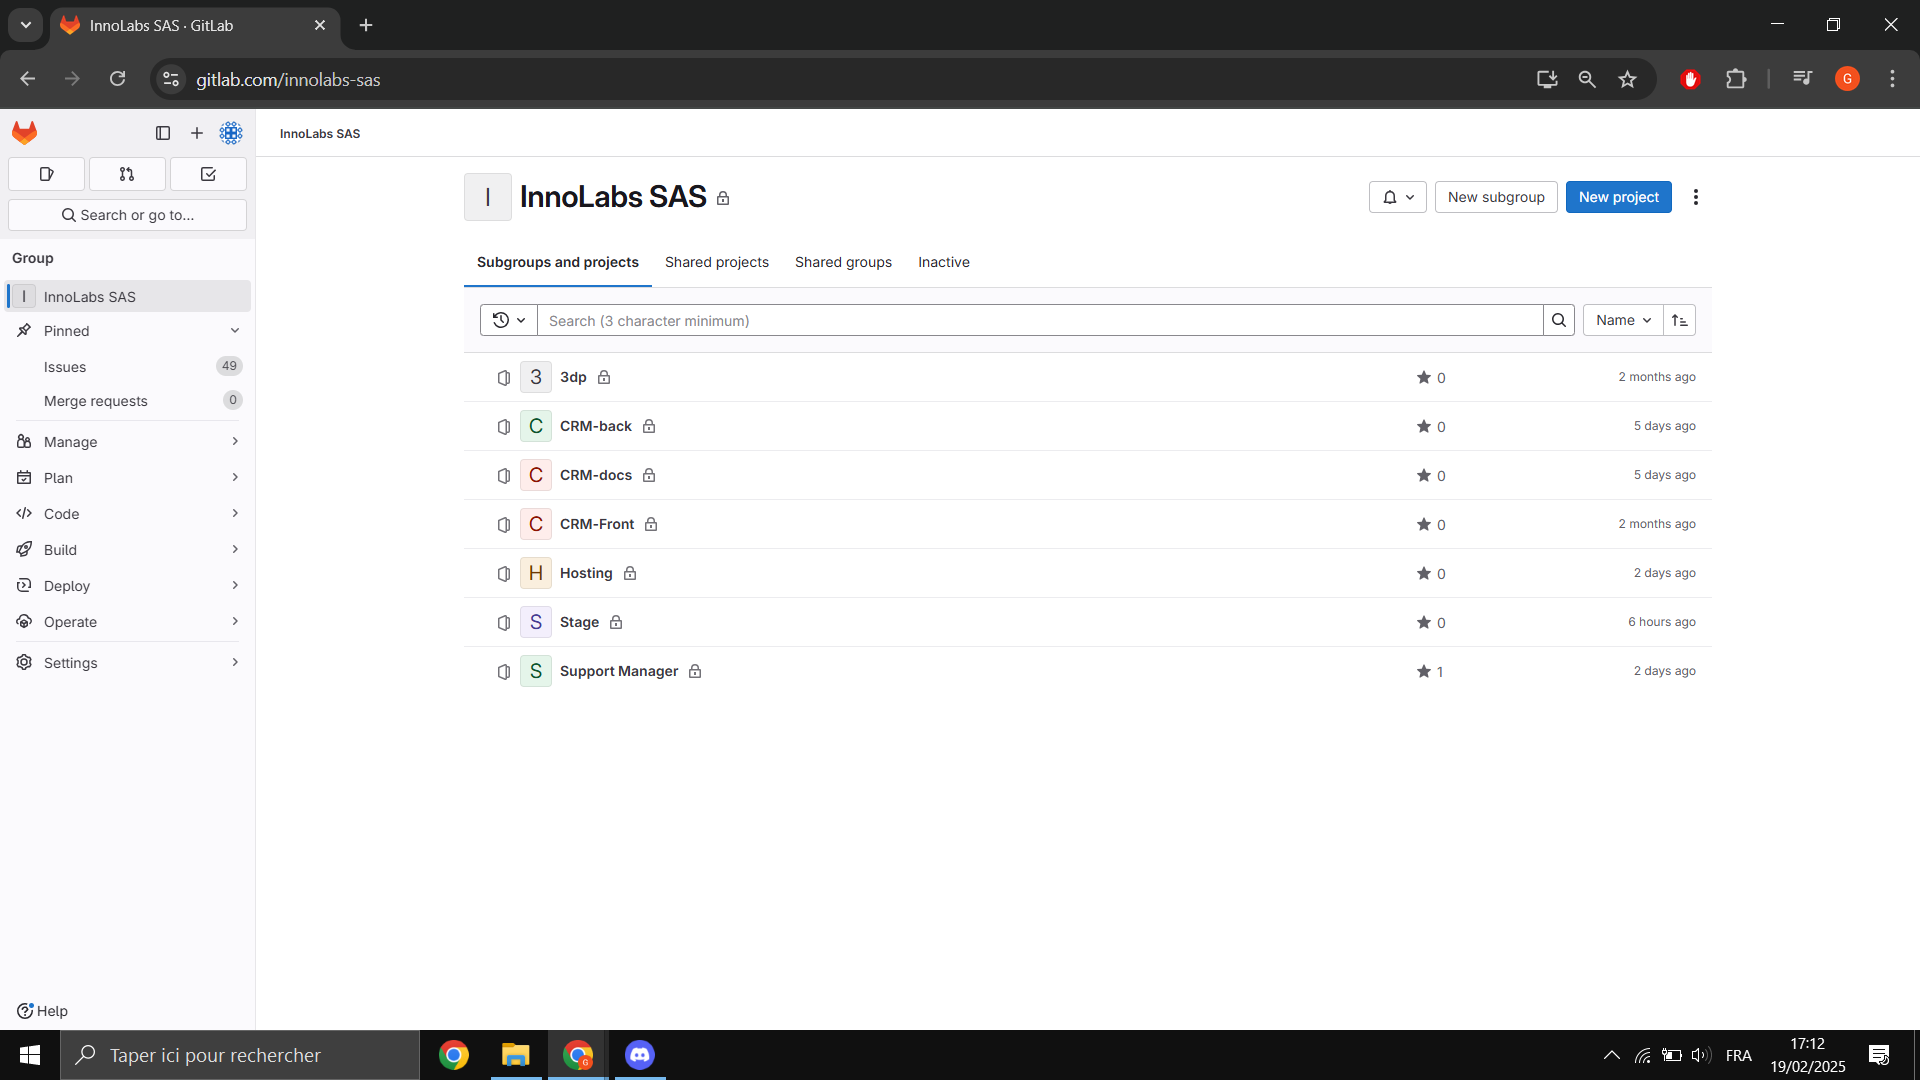 InnoLabs SAS · GitLab
gitlab.com/innolabs-sas
G
InnoLabs SAS
Search or go to...
Group
I InnoLabs SAS
Pinned
Issues 49
Merge requests 0
Manage
Plan
Code
Build
Deploy
Operate
Settings
Help
I InnoLabs SAS
New subgroup
New project
Subgroups and projects Shared projects Shared groups Inactive
Search (3 character minimum)
Name
3 3dp 0 2 months ago
C CRM-back 0 5 days ago
C CRM-docs 0 5 days ago
C CRM-Front 0 2 months ago
H Hosting 0 2 days ago
S Stage 0 6 hours ago
S Support Manager 1 2 days ago
Taper ici pour rechercher
G
FRA
17:12
19/02/2025